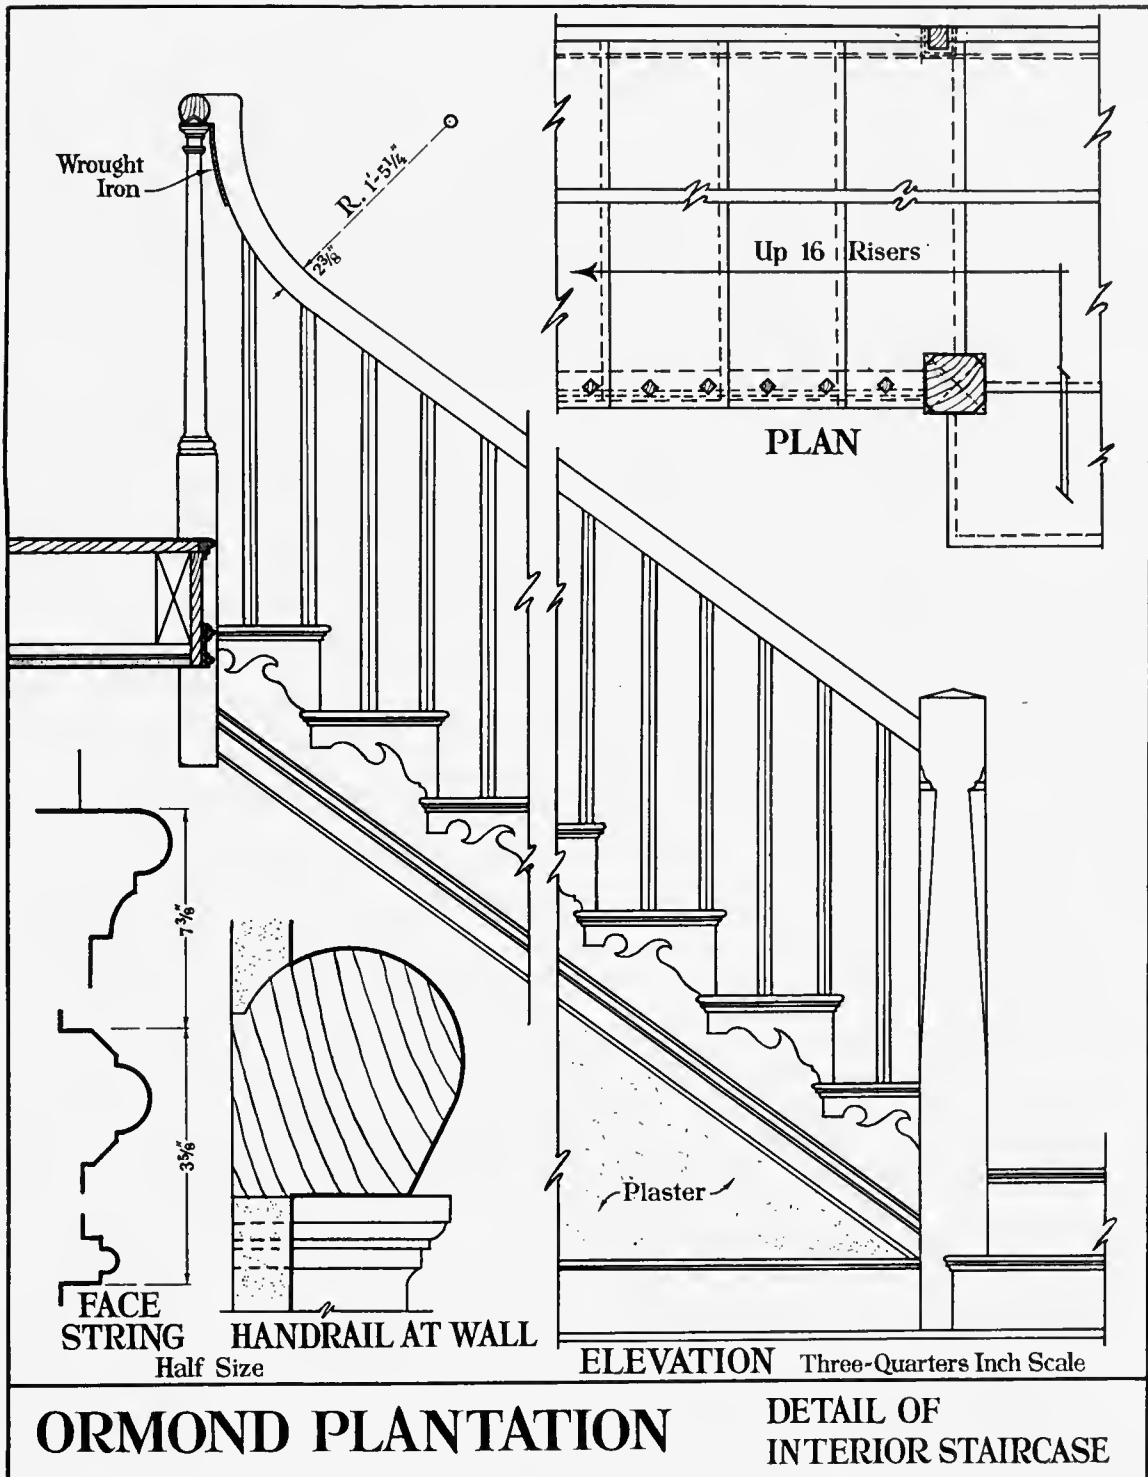 Wrought
Iron
R. 1'-5¼"
2⅜"
Up 16 Risers
PLAN
7⅜"
3⅝"
Plaster
FACE
STRING
HANDRAIL AT WALL
Half Size
ELEVATION Three-Quarters Inch Scale
ORMOND PLANTATION
DETAIL OF
INTERIOR STAIRCASE